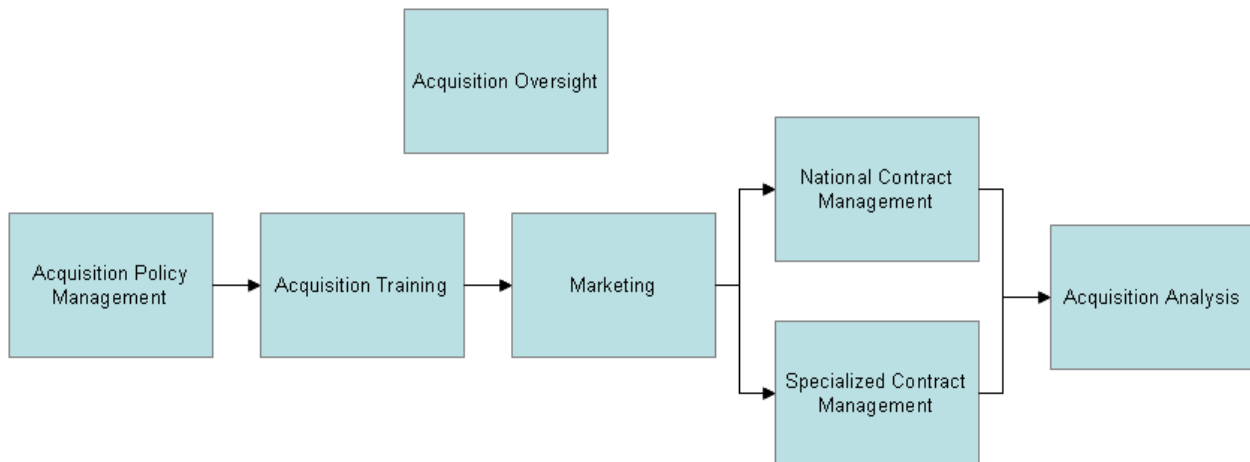 Acquisition Oversight
National Contract
Management
Acquisition Policy
Management
Acquisition Training
Marketing
Acquisition Analysis
Specialized Contract
Management